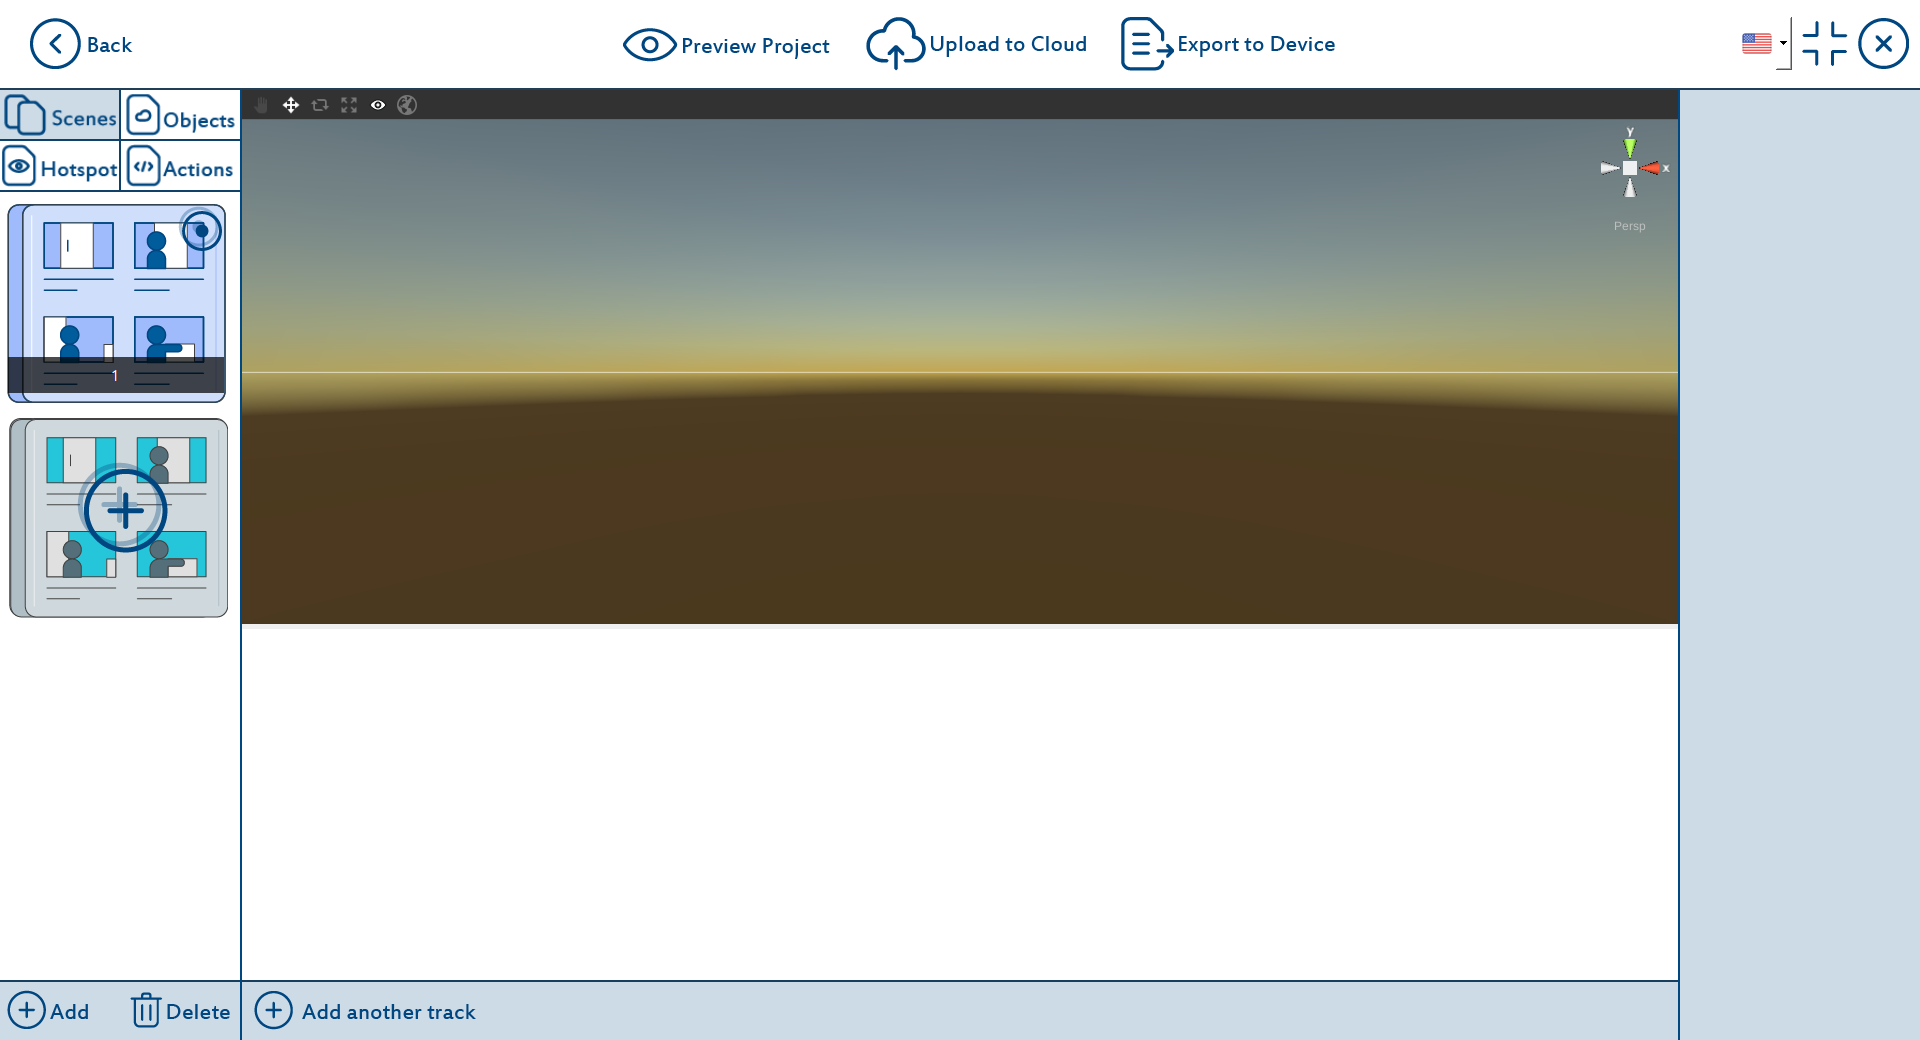 Back
Preview Project
Upload to Cloud
Export to Device
Scenes
Objects
Hotspot
Actions
y
x
Persp
1
Add
Delete
Add another track